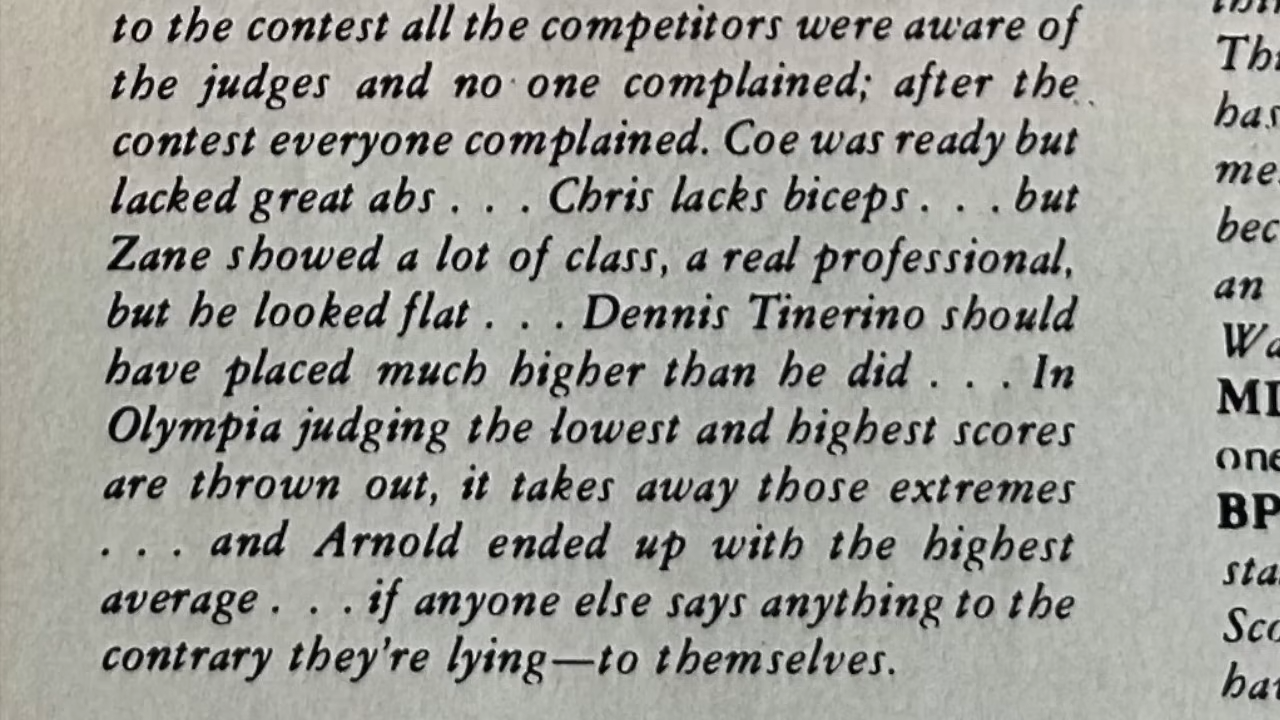 to the contest all the competitors were aware of
the judges and no one complained; after the
contest everyone complained. Coe was ready but
lacked great abs . . . Chris lacks biceps . . . but
Zane showed a lot of class, a real professional,
but he looked flat . . . Dennis Tinerino should
have placed much higher than he did . . . In
Olympia judging the lowest and highest scores
are thrown out, it takes away those extremes
. . . and Arnold ended up with the highest
average . . . if anyone else says anything to the
contrary they're lying—to themselves.
an
BP